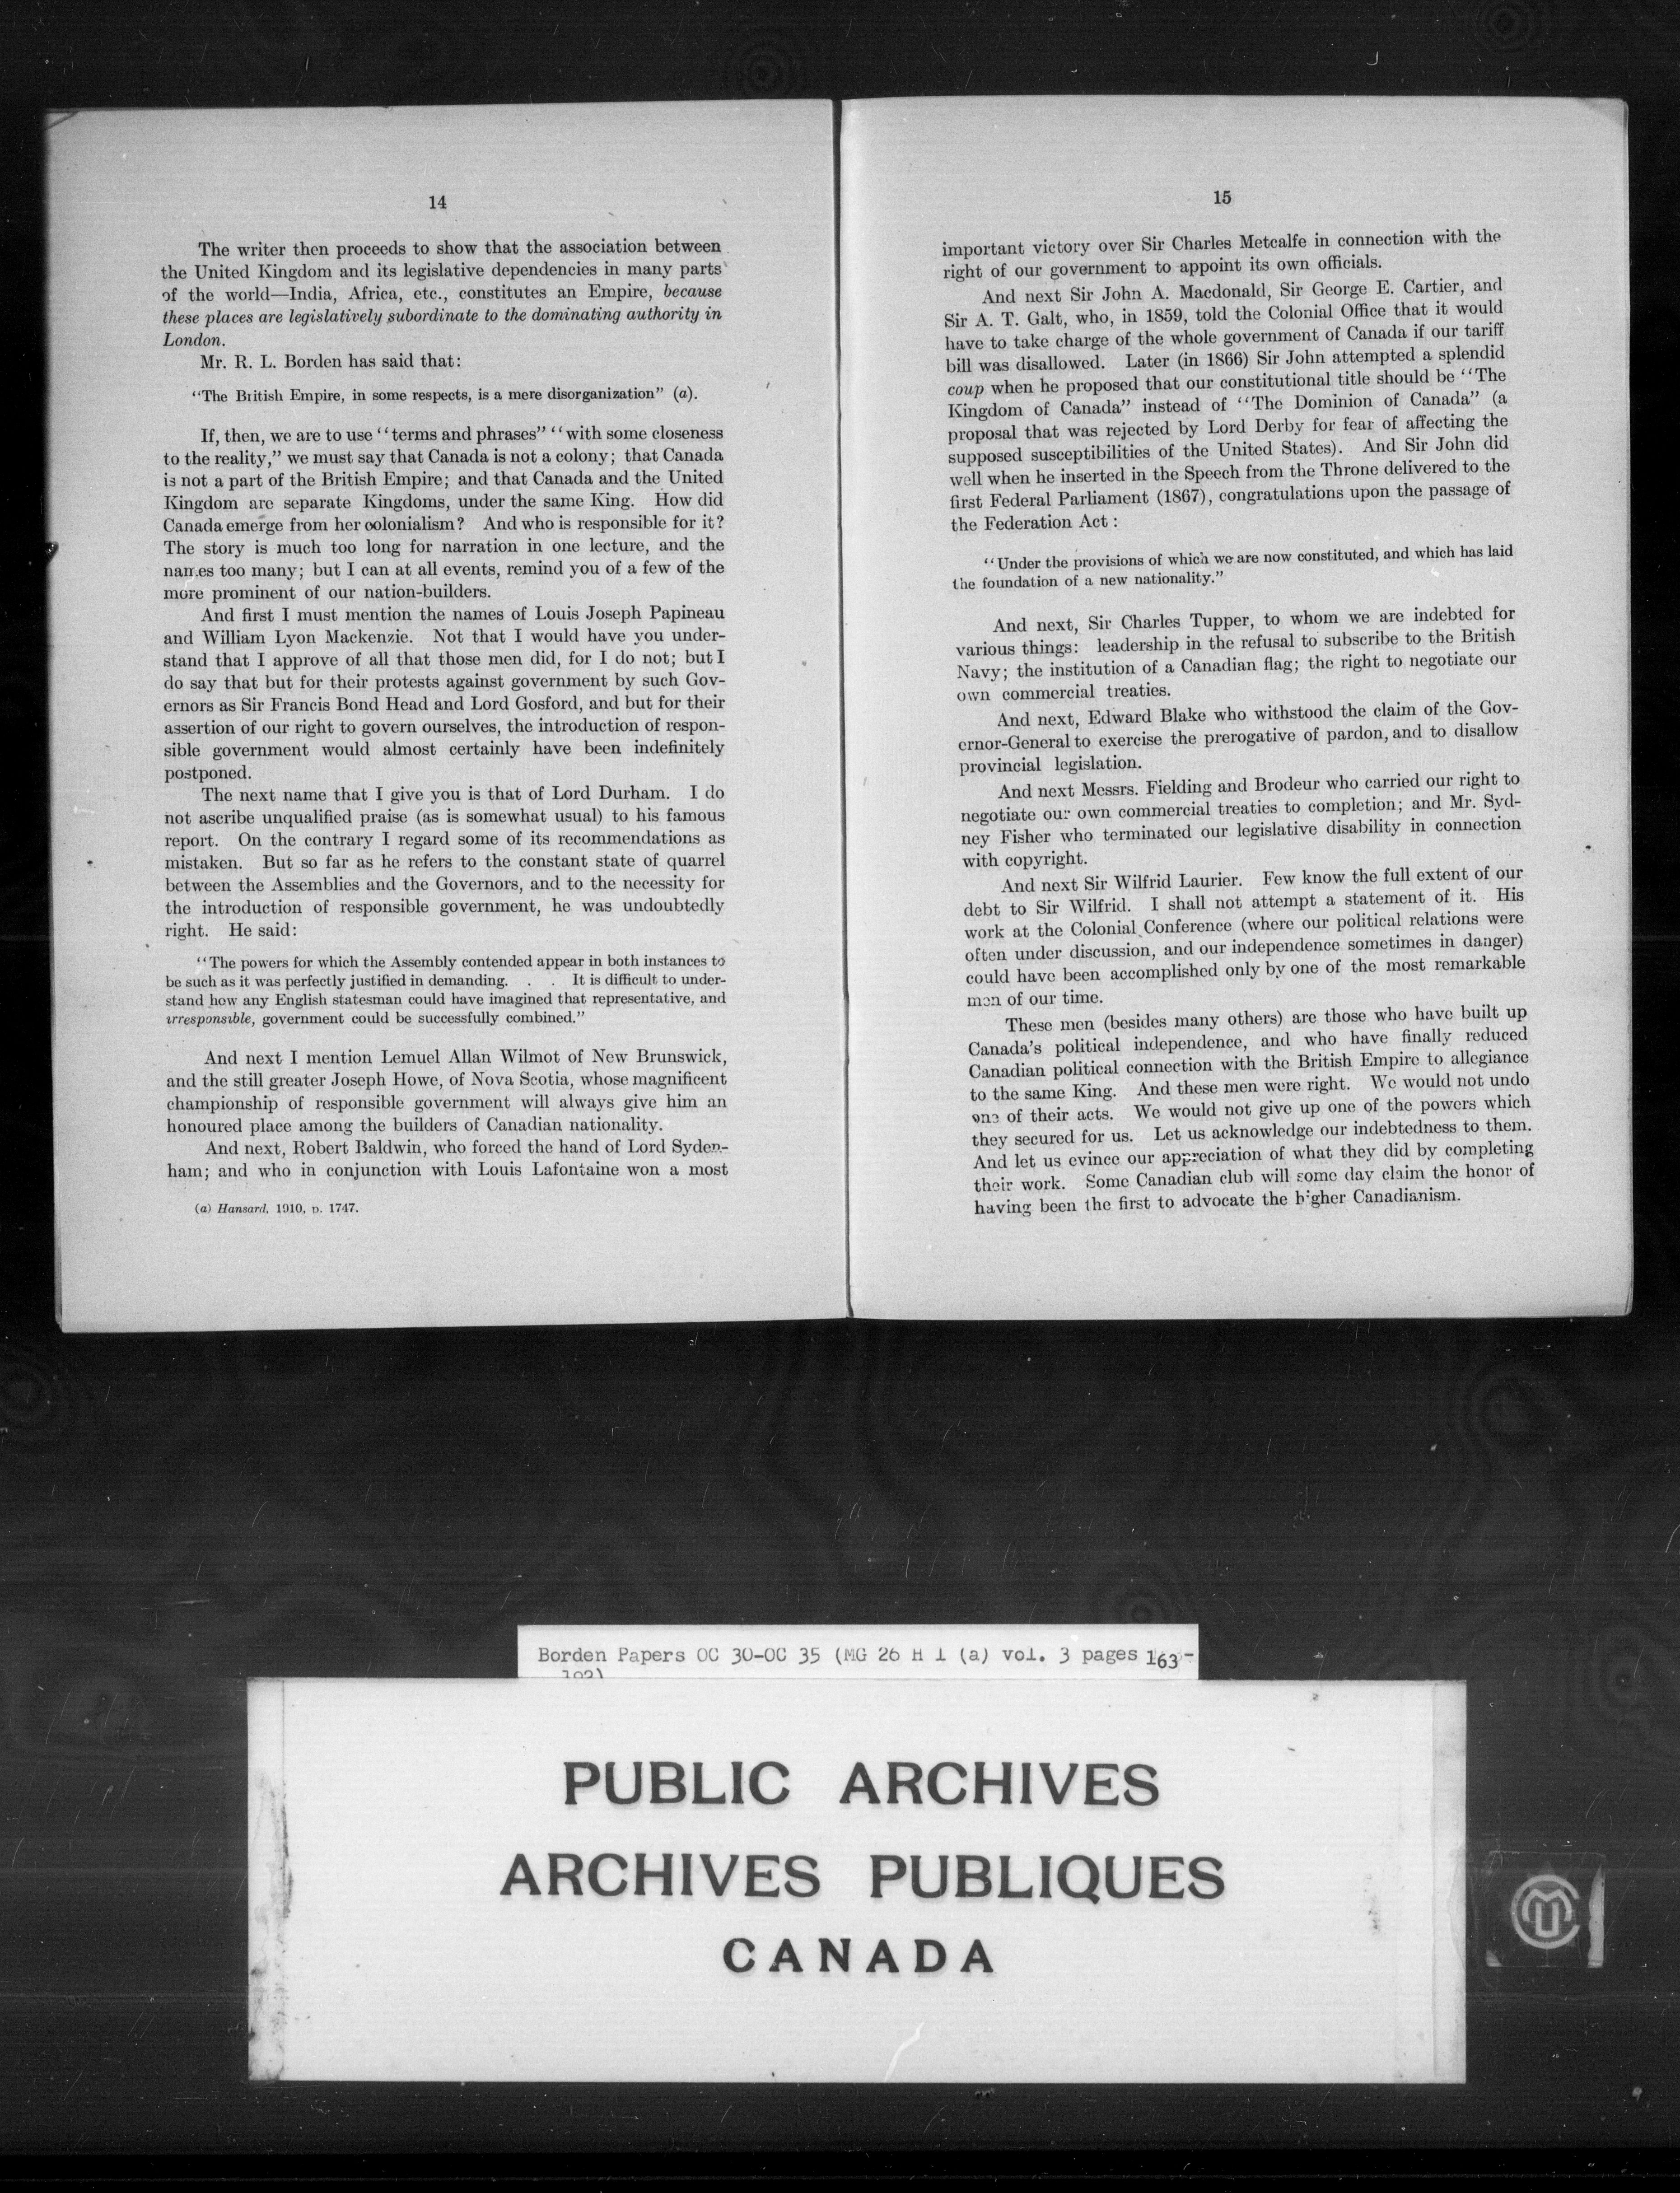 14
The writer then proceeds to show that the association between
the United Kingdom and its legislative dependencies in many parts
of the world—India, Africa, etc., constitutes an Empire, because
these places are legislatively subordinate to the dominating authority in
London.
Mr. R. L. Borden has said that:
"The British Empire, in some respects, is a mere disorganization" (a).
If, then, we are to use "terms and phrases" "with some closeness
to the reality," we must say that Canada is not a colony; that Canada
is not a part of the British Empire; and that Canada and the United
Kingdom are separate Kingdoms, under the same King. How did
Canada emerge from her colonialism? And who is responsible for it?
The story is much too long for narration in one lecture, and the
names too many; but I can at all events, remind you of a few of the
more prominent of our nation-builders.
And first I must mention the names of Louis Joseph Papineau
and William Lyon Mackenzie. Not that I would have you under-
stand that I approve of all that those men did, for I do not; but I
do say that but for their protests against government by such Gov-
ernors as Sir Francis Bond Head and Lord Gosford, and but for their
assertion of our right to govern ourselves, the introduction of respon-
sible government would almost certainly have been indefinitely
postponed.
The next name that I give you is that of Lord Durham. I do
not ascribe unqualified praise (as is somewhat usual) to his famous
report. On the contrary I regard some of its recommendations as
mistaken. But so far as he refers to the constant state of quarrel
between the Assemblies and the Governors, and to the necessity for
the introduction of responsible government, he was undoubtedly
right. He said:
"The powers for which the Assembly contended appear in both instances to
be such as it was perfectly justified in demanding. . . It is difficult to under-
stand how any English statesman could have imagined that representative, and
irresponsible, government could be successfully combined."
And next I mention Lemuel Allan Wilmot of New Brunswick,
and the still greater Joseph Howe, of Nova Scotia, whose magnificent
championship of responsible government will always give him an
honoured place among the builders of Canadian nationality.
And next, Robert Baldwin, who forced the hand of Lord Syden-
ham; and who in conjunction with Louis Lafontaine won a most
(a) Hansard, 1910, p. 1747.
15
important victory over Sir Charles Metcalfe in connection with the
right of our government to appoint its own officials.
And next Sir John A. Macdonald, Sir George E. Cartier, and
Sir A. T. Galt, who, in 1859, told the Colonial Office that it would
have to take charge of the whole government of Canada if our tariff
bill was disallowed. Later (in 1866) Sir John attempted a splendid
coup when he proposed that our constitutional title should be "The
Kingdom of Canada" instead of "The Dominion of Canada" (a
proposal that was rejected by Lord Derby for fear of affecting the
supposed susceptibilities of the United States). And Sir John did
well when he inserted in the Speech from the Throne delivered to the
first Federal Parliament (1867), congratulations upon the passage of
the Federation Act:
"Under the provisions of which we are now constituted, and which has laid
the foundation of a new nationality."
And next, Sir Charles Tupper, to whom we are indebted for
various things: leadership in the refusal to subscribe to the British
Navy; the institution of a Canadian flag; the right to negotiate our
own commercial treaties.
And next, Edward Blake who withstood the claim of the Gov-
ernor-General to exercise the prerogative of pardon, and to disallow
provincial legislation.
And next Messrs. Fielding and Brodeur who carried our right to
negotiate our own commercial treaties to completion; and Mr. Syd-
ney Fisher who terminated our legislative disability in connection
with copyright.
And next Sir Wilfrid Laurier. Few know the full extent of our
debt to Sir Wilfrid. I shall not attempt a statement of it. His
work at the Colonial Conference (where our political relations were
often under discussion, and our independence sometimes in danger)
could have been accomplished only by one of the most remarkable
men of our time.
These men (besides many others) are those who have built up
Canada's political independence, and who have finally reduced
Canadian political connection with the British Empire to allegiance
to the same King. And these men were right. We would not undo
one of their acts. We would not give up one of the powers which
they secured for us. Let us acknowledge our indebtedness to them.
And let us evince our appreciation of what they did by completing
their work. Some Canadian club will some day claim the honor of
having been the first to advocate the higher Canadianism.
Borden Papers OC 30-OC 35 (MG 26 H 1 (a) vol. 3 pages 163-
PUBLIC ARCHIVES
ARCHIVES PUBLIQUES
CANADA